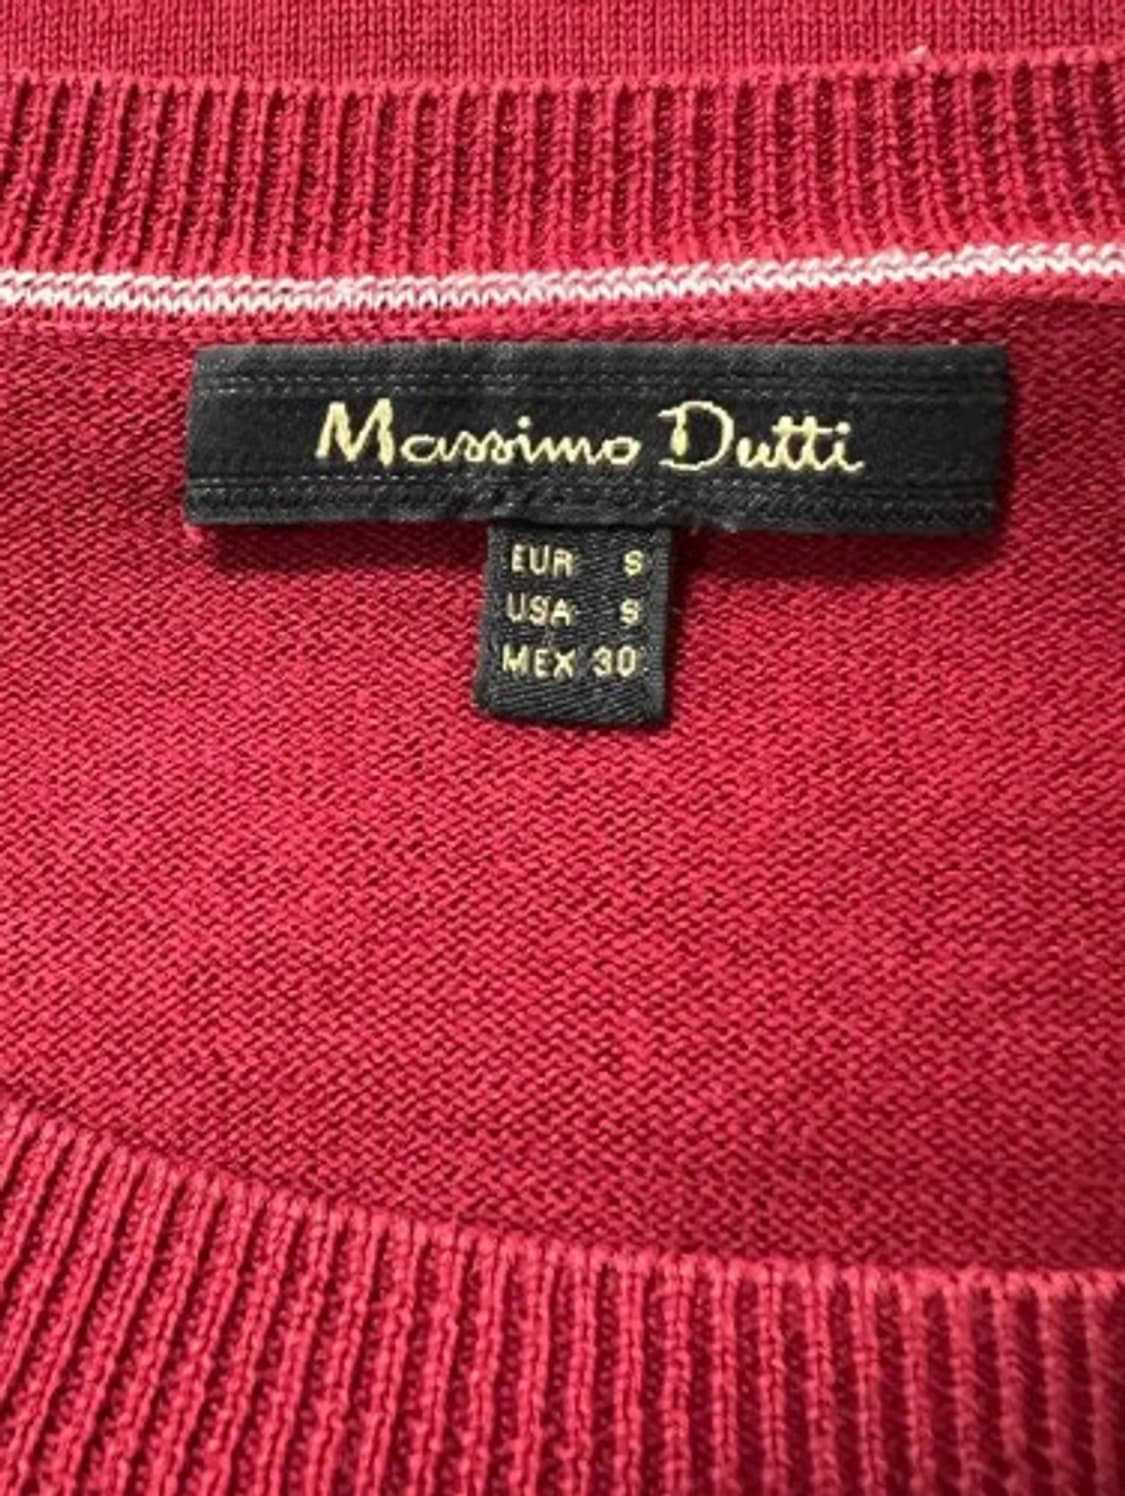 Massimo Dutti
EUR S
USA S
MEX 30